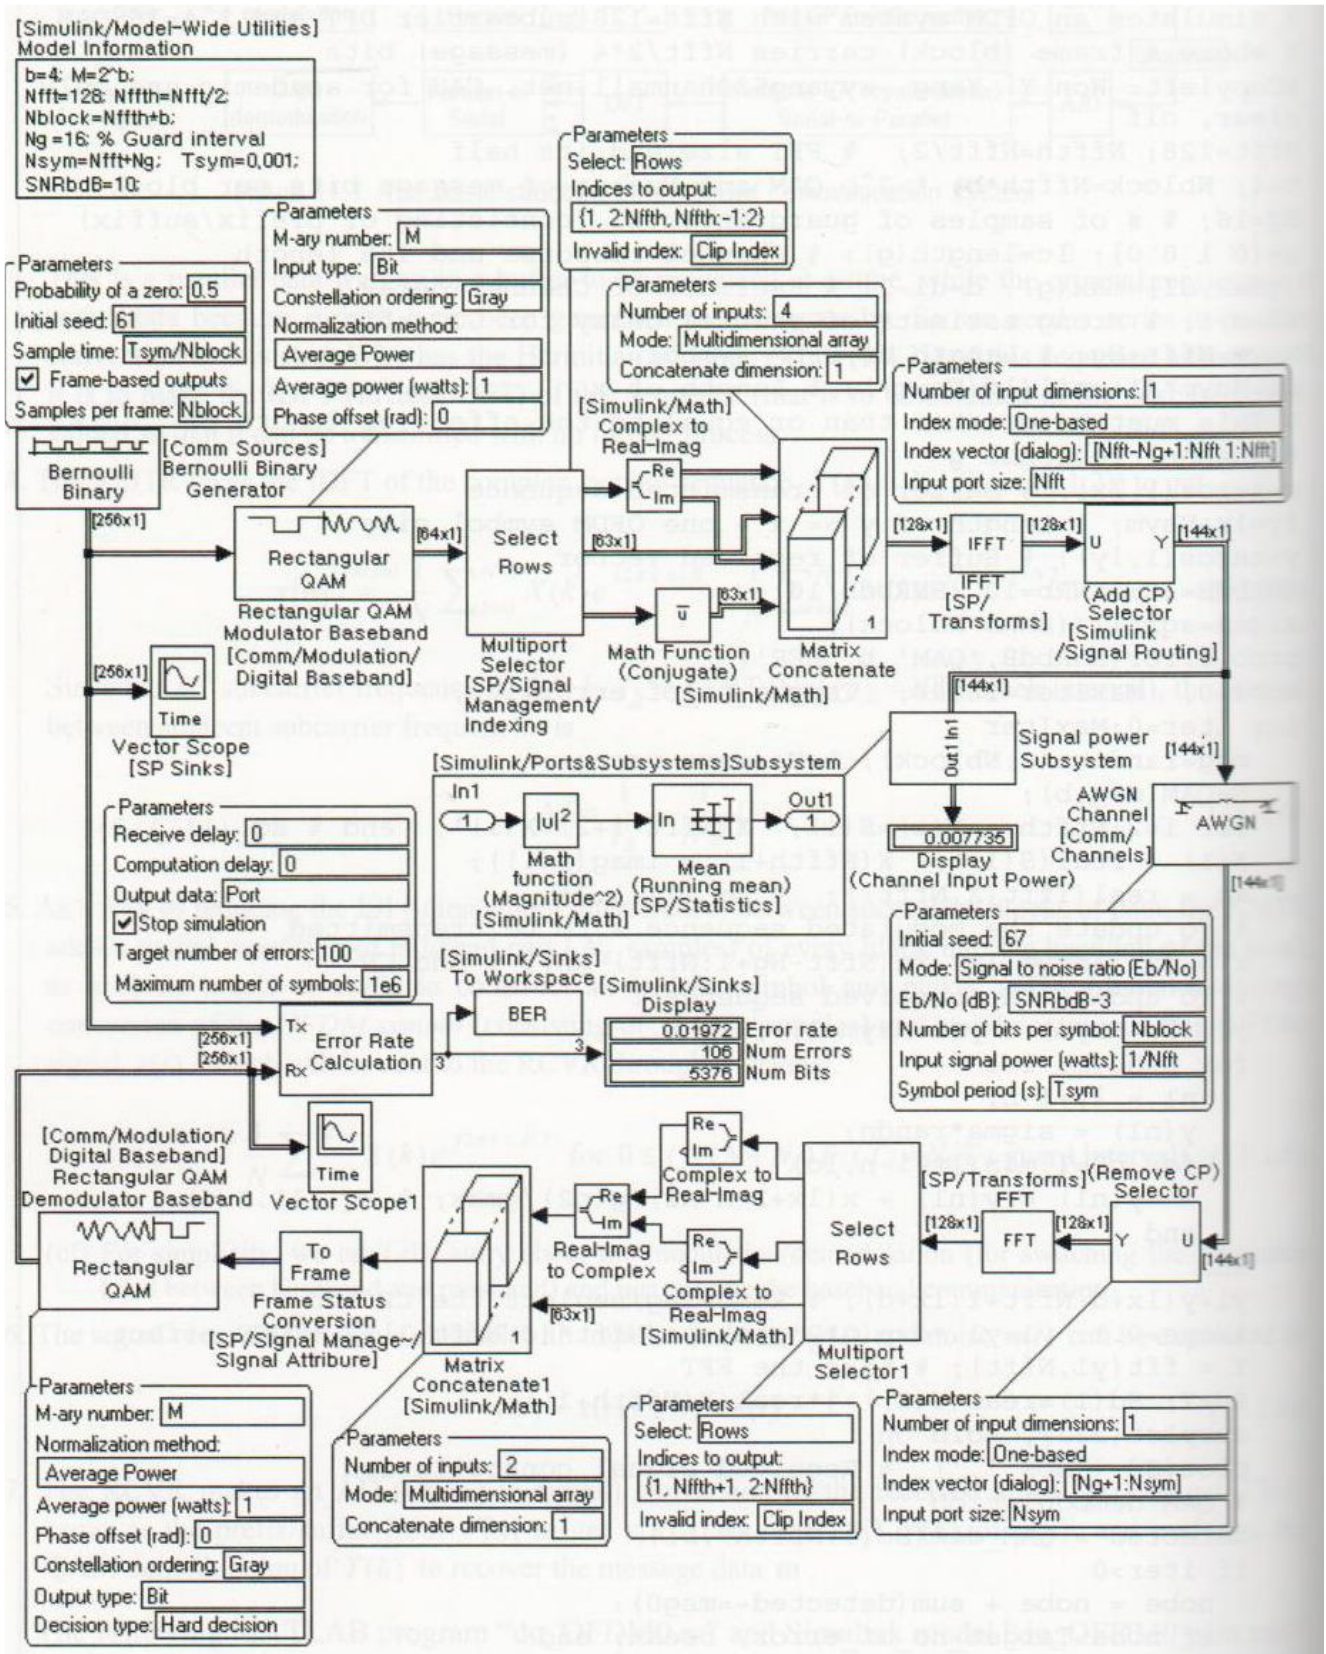 [Simulink/Model-Wide Utilities]
Model Information
b=4; M=2^b;
Nfft=128; Nffth=Nfft/2;
Nblock=Nffth*b;
Ng=16; % Guard interval
Nsym=Nfft+Ng; Tsym=0,001;
SNRbdB=10;
Parameters
Probability of a zero: 0.5
Initial seed: 61
Sample time: Tsym/Nblock
Frame-based outputs
Samples per frame: Nblock
Parameters
M-ary number: M
Input type: Bit
Constellation ordering: Gray
Normalization method:
Average Power
Average power (watts): 1
Phase offset (rad): 0
Parameters
Select: Rows
Indices to output:
{1, 2:Nffth, Nffth:-1:2}
Invalid index: Clip Index
Parameters
Number of inputs: 4
Mode: Multidimensional array
Concatenate dimension: 1
Parameters
Number of input dimensions: 1
Index mode: One-based
Index vector (dialog): [Nfft-Ng+1:Nfft 1:Nfft]
Input port size: Nfft
Bernoulli
Binary
[Comm Sources]
Bernoulli Binary
Generator
[256x1]
Rectangular
QAM
Rectangular QAM
Modulator Baseband
[Comm/Modulation/
Digital Baseband]
[64x1]
Select
Rows
Multiport
Selector
[SP/Signal
Management/
Indexing
[Simulink/Math]
Complex to
Real-Imag
Re
Im
[63x1]
u
[63x1]
Math Function
(Conjugate)
[Simulink/Math]
1
Matrix
Concatenate
[128x1]
IFFT
IFFT
[SP/
Transforms]
[128x1]
U Y
[144x1]
(Add CP)
Selector
[Simulink
/Signal Routing]
[256x1]
Time
Vector Scope
[SP Sinks]
[144x1]
Out1 In1
Signal power
Subsystem
[144x1]
0.007735
Display
(Channel Input Power)
AWGN
Channel
[Comm/
Channels]
AWGN
[144x1]
[Simulink/Ports&Subsystems]Subsystem
In1
1
|u|2
Math
function
(Magnitude^2)
[Simulink/Math]
In
Mean
(Running mean)
[SP/Statistics]
Out1
1
Parameters
Receive delay: 0
Computation delay: 0
Output data: Port
Stop simulation
Target number of errors: 100
Maximum number of symbols: 1e6
Parameters
Initial seed: 67
Mode: Signal to noise ratio (Eb/No)
Eb/No (dB): SNRbdB-3
Number of bits per symbol: Nblock
Input signal power (watts): 1/Nfft
Symbol period (s): Tsym
[Simulink/Sinks]
To Workspace
BER
[256x1]
[256x1]
Tx
Rx
Error Rate
Calculation
3
3
[Simulink/Sinks]
Display
0.01972 Error rate
106 Num Errors
5376 Num Bits
[Comm/Modulation/
Digital Baseband]
Rectangular QAM
Demodulator Baseband
Rectangular
QAM
Time
Vector Scope1
To
Frame
Frame Status
Conversion
[SP/Signal Manage-/
SIgnal Attribure]
1
Matrix
Concatenate1
[Simulink/Math]
Re
Im
Real-Imag
to Complex
[63x1]
Re
Im
Complex to
Real-Imag
Re
Im
Complex to
Real-Imag
[Simulink/Math]
Select
Rows
Multiport
Selector1
[128x1]
[SP/Transforms]
FFT
FFT
[128x1]
(Remove CP)
Selector
Y U
[144x1]
Parameters
M-ary number: M
Normalization method:
Average Power
Average power (watts): 1
Phase offset (rad): 0
Constellation ordering: Gray
Output type: Bit
Decision type: Hard decision
Parameters
Number of inputs: 2
Mode: Multidimensional array
Concatenate dimension: 1
Parameters
Select: Rows
Indices to output:
{1, Nffth+1, 2:Nffth}
Invalid index: Clip Index
Parameters
Number of input dimensions: 1
Index mode: One-based
Index vector (dialog): [Ng+1:Nsym]
Input port size: Nsym